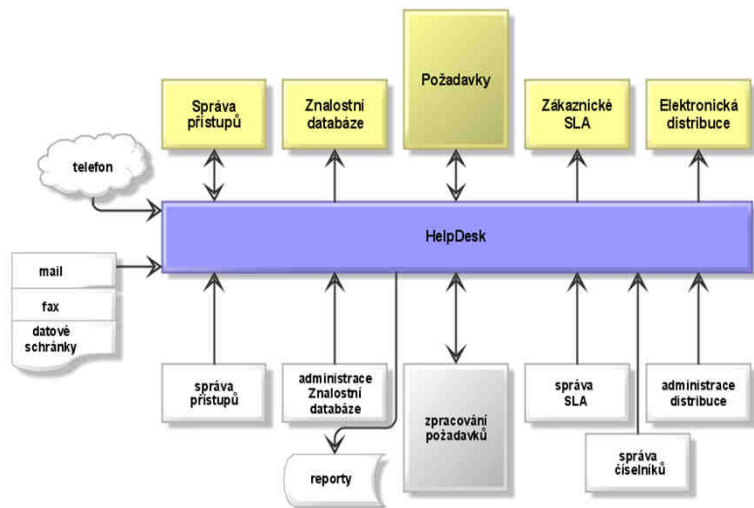 Správa
přístupů
Znalostní
databáze
Požadavky
Zákaznické
SLA
Elektronická
distribuce
telefon
HelpDesk
mail
fax
datové
schránky
správa
přístupů
administrace
Znalostní
databáze
zpracování
požadavků
správa
SLA
administrace
distribuce
správa
číselníků
reporty